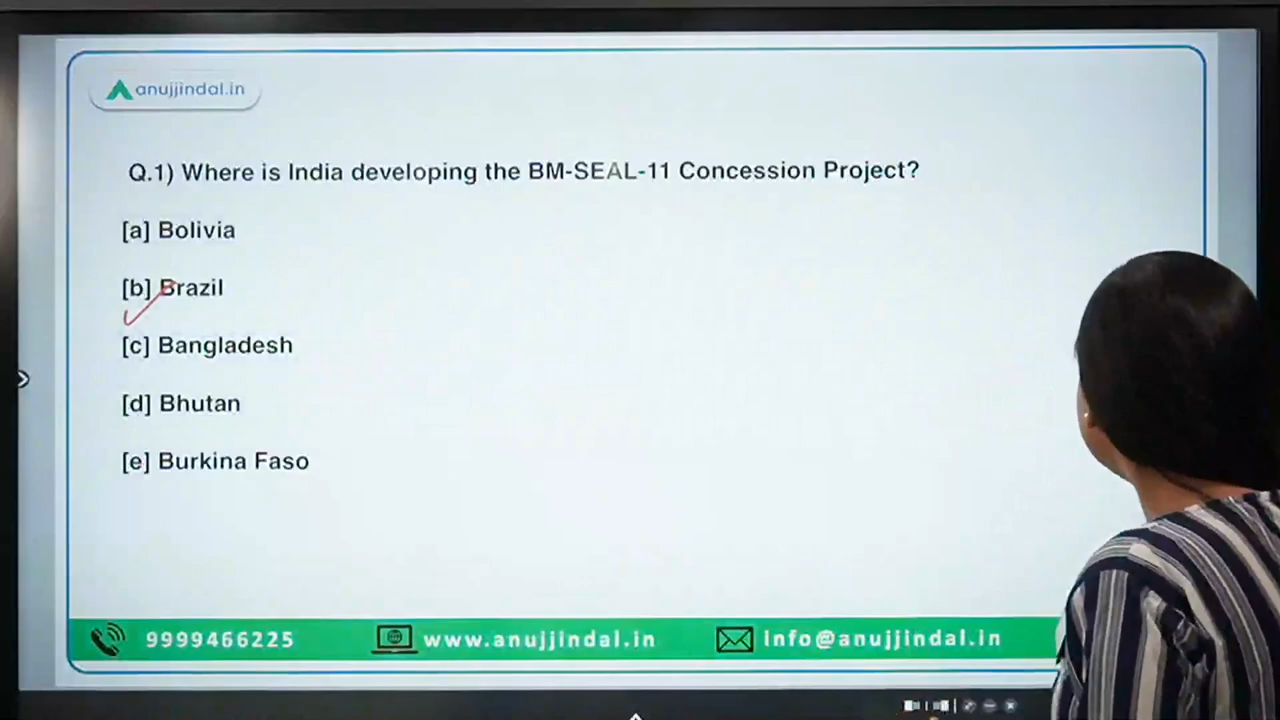 anujjindal.in
Q.1) Where is India developing the BM-SEAL-11 Concession Project?
[a] Bolivia
[b] Brazil
[c] Bangladesh
[d] Bhutan
[e] Burkina Faso
9999466225 www.anujjindal.in Info@anujjindal.in